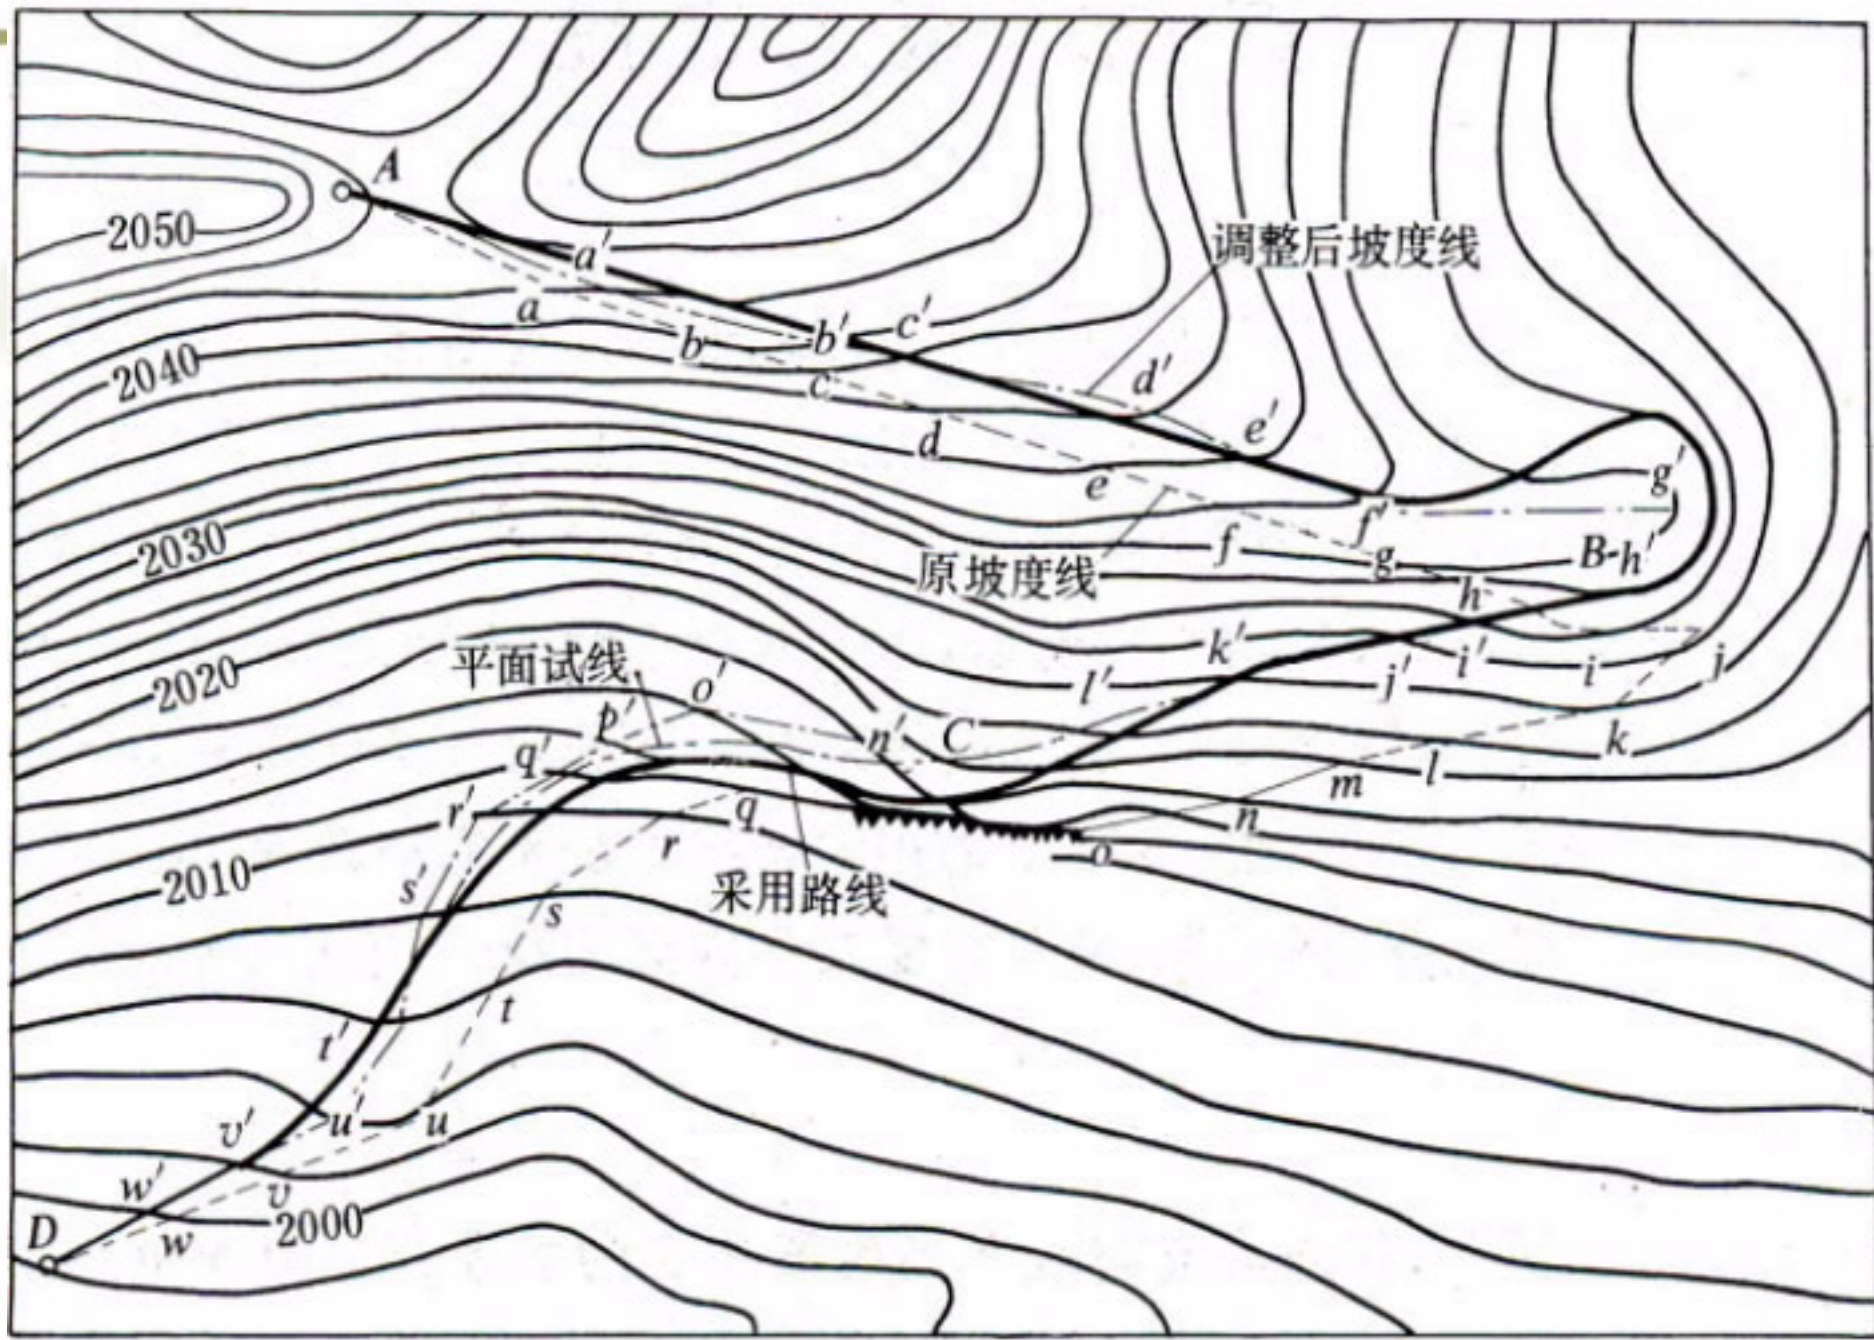 A
2050
a′
调整后坡度线
a
b
b′
c′
2040
c
d′
e′
d
e
g′
f′
2030
f
g
B-h′
原坡度线
h
k′
i′
平面试线
2020
l′
j′
i
j
o′
p′
n′
C
k
q′
l
m
r′
q
n
r
o
2010
s′
采用路线
s
t
t′
v′
u′
u
w′
v
D
w
2000